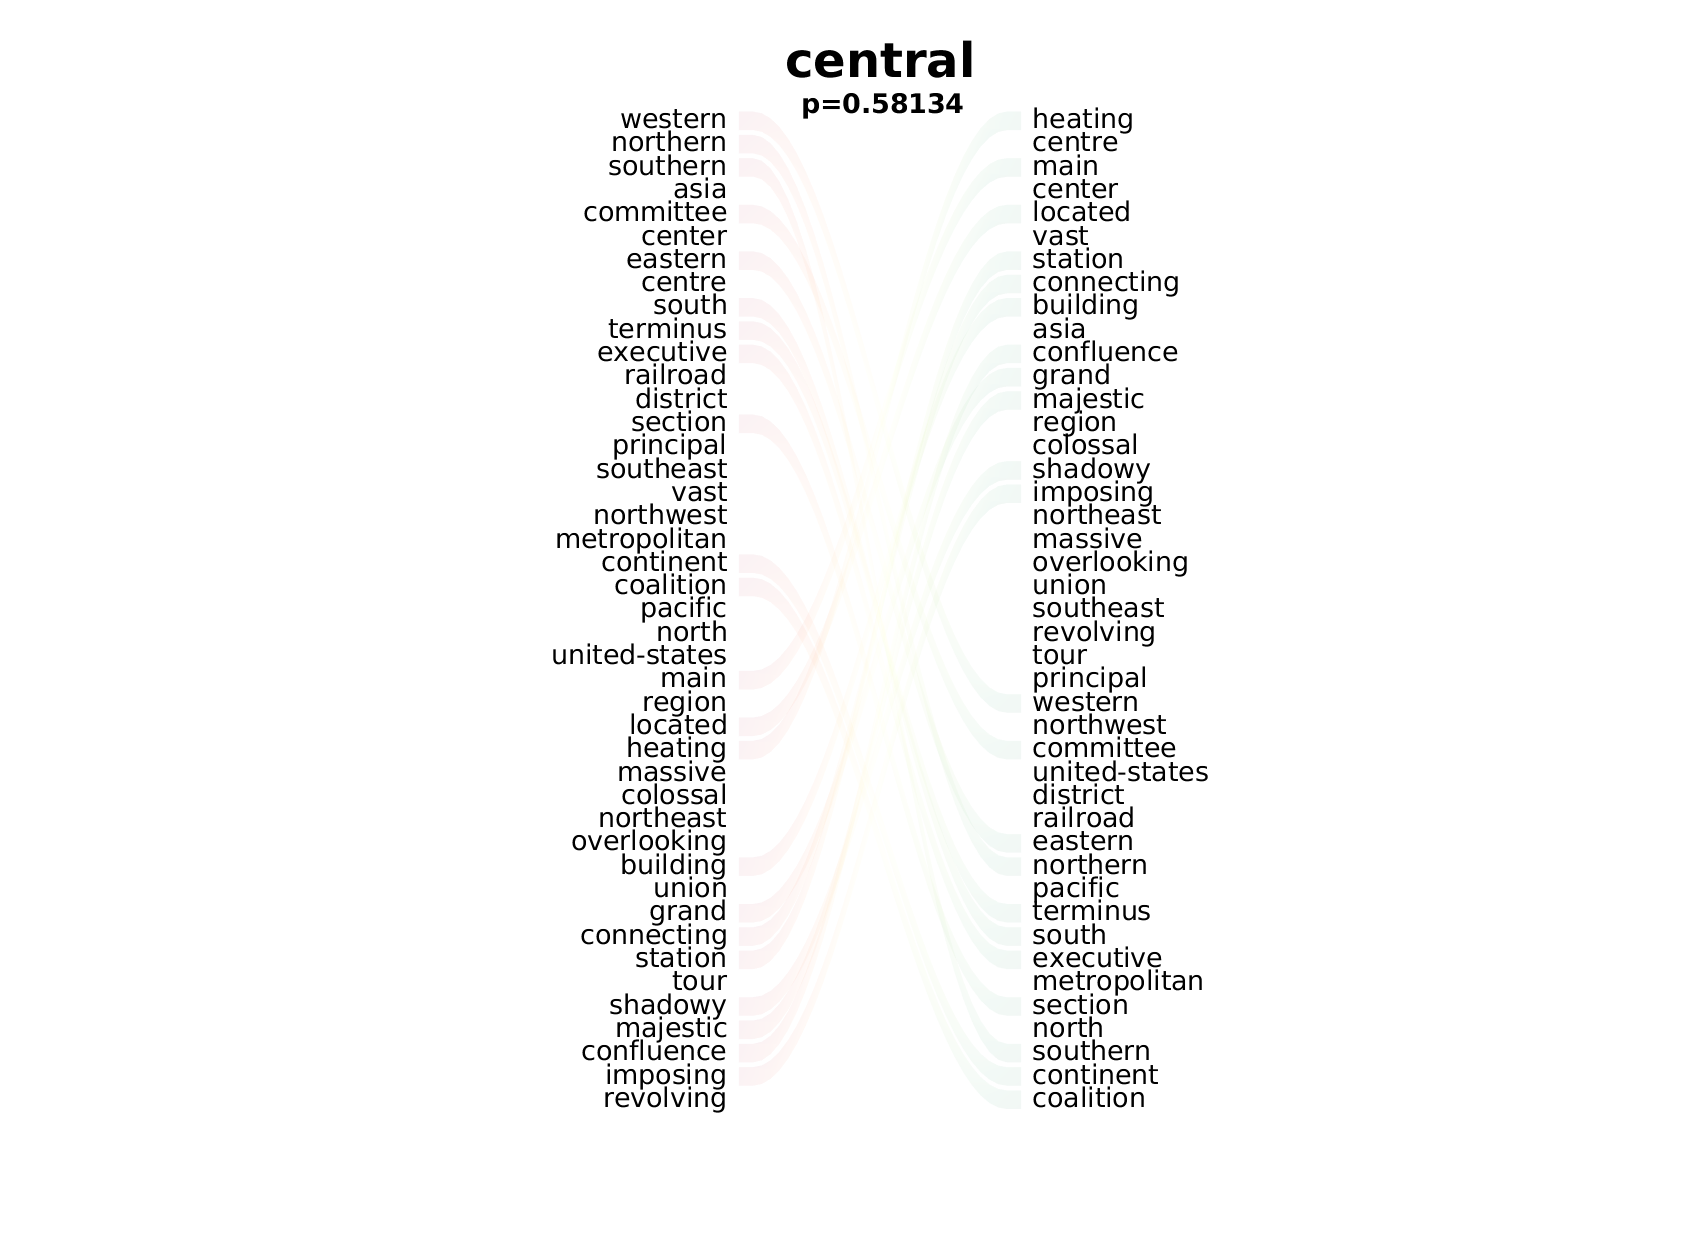 central
p=0.58134
western
northern
southern
asia
committee
center
eastern
centre
south
terminus
executive
railroad
district
section
principal
southeast
vast
northwest
metropolitan
continent
coalition
pacific
north
united-states
main
region
located
heating
massive
colossal
northeast
overlooking
building
union
grand
connecting
station
tour
shadowy
majestic
confluence
imposing
revolving
heating
centre
main
center
located
vast
station
connecting
building
asia
confluence
grand
majestic
region
colossal
shadowy
imposing
northeast
massive
overlooking
union
southeast
revolving
tour
principal
western
northwest
committee
united-states
district
railroad
eastern
northern
pacific
terminus
south
executive
metropolitan
section
north
southern
continent
coalition